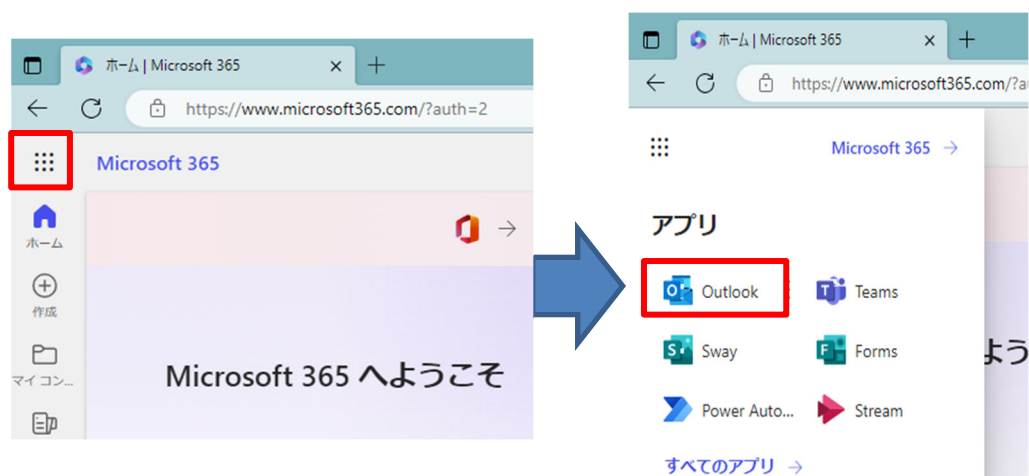 ホーム | Microsoft 365
https://www.microsoft365.com/?auth=2
Microsoft 365
ホーム
作成
マイ コン...
Microsoft 365 へようこそ
ホーム | Microsoft 365
https://www.microsoft365.com/?a
Microsoft 365
アプリ
Outlook
Teams
Sway
Forms
Power Auto...
Stream
すべてのアプリ
よう